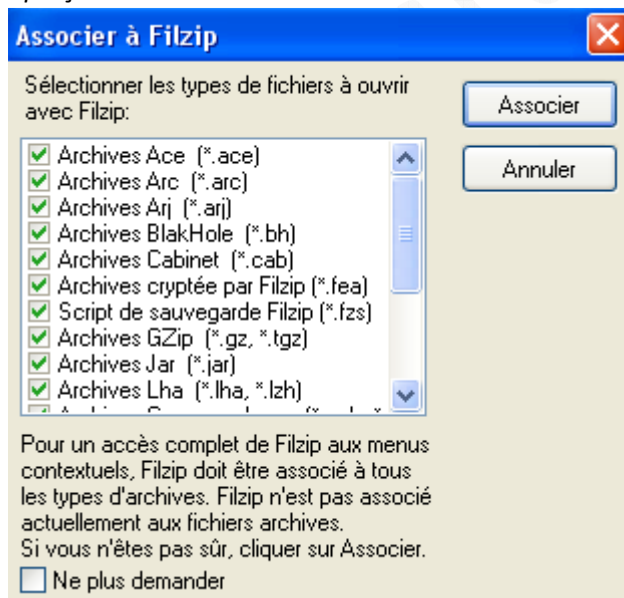 Associer à Filzip
Sélectionner les types de fichiers à ouvrir
avec Filzip:
Associer
Annuler
Archives Ace (*.ace)
Archives Arc (*.arc)
Archives Arj (*.arj)
Archives BlakHole (*.bh)
Archives Cabinet (*.cab)
Archives cryptée par Filzip (*.fea)
Script de sauvegarde Filzip (*.fzs)
Archives GZip (*.gz, *.tgz)
Archives Jar (*.jar)
Archives Lha (*.lha, *.lzh)
Pour un accès complet de Filzip aux menus
contextuels, Filzip doit être associé à tous
les types d'archives. Filzip n'est pas associé
actuellement aux fichiers archives.
Si vous n'êtes pas sûr, cliquer sur Associer.
Ne plus demander